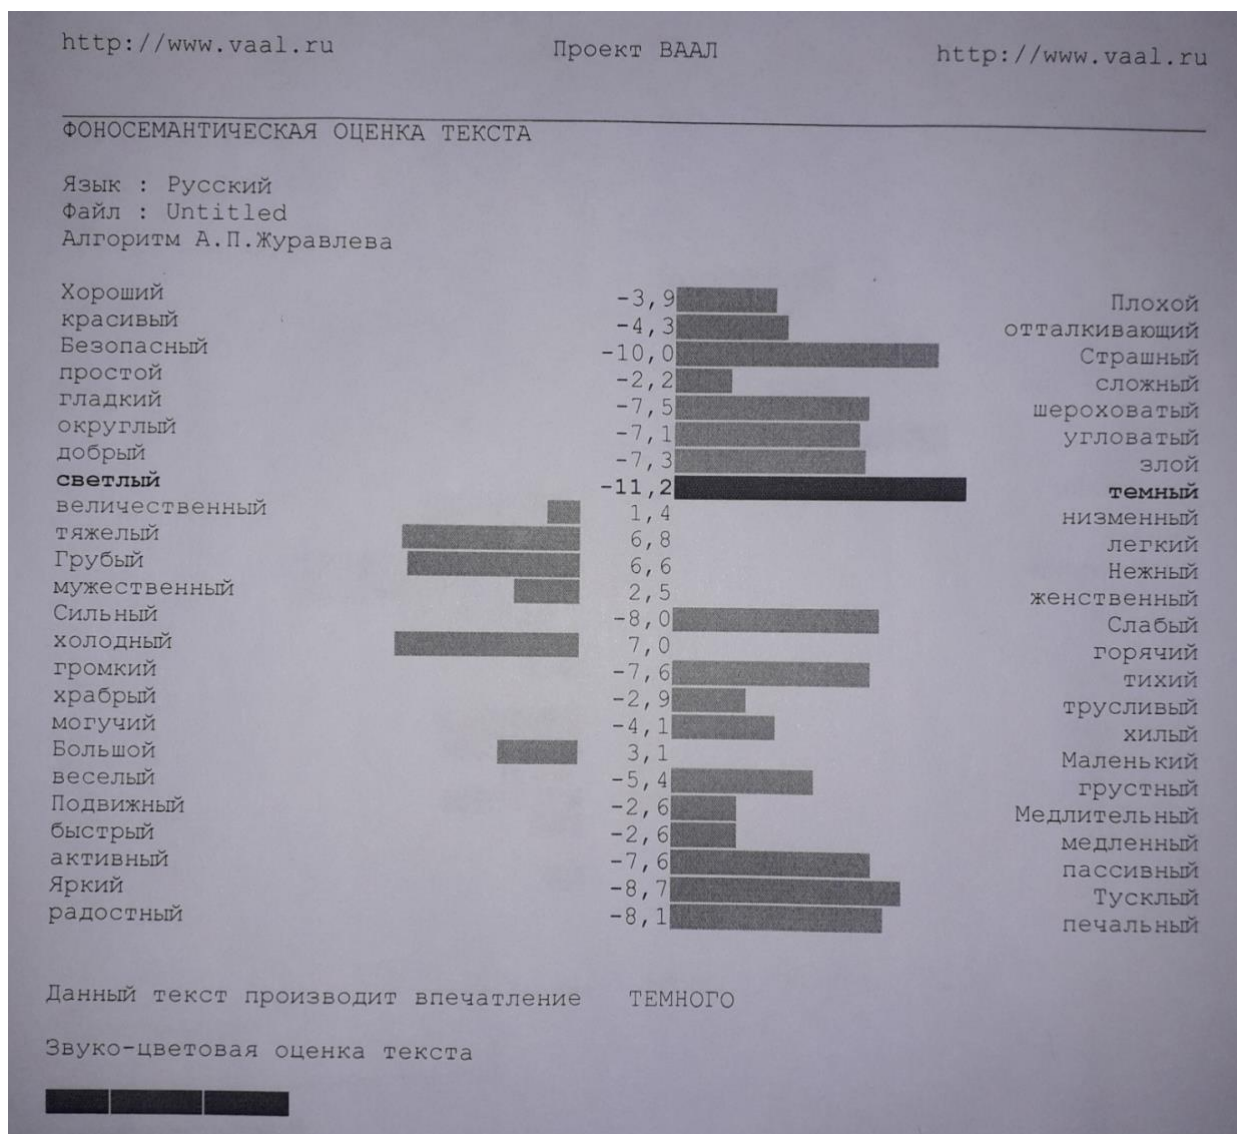 http://www.vaal.ru Проект ВААЛ http://www.vaal.ru
ФОНОСЕМАНТИЧЕСКАЯ ОЦЕНКА ТЕКСТА
Язык : Русский
Файл : Untitled
Алгоритм А.П.Журавлева
Хороший -3,9 Плохой
красивый -4,3 отталкивающий
Безопасный -10,0 Страшный
простой -2,2 сложный
гладкий -7,5 шероховатый
округлый -7,1 угловатый
добрый -7,3 злой
светлый -11,2 темный
величественный 1,4 низменный
тяжелый 6,8 легкий
Грубый 6,6 Нежный
мужественный 2,5 женственный
Сильный -8,0 Слабый
холодный 7,0 горячий
громкий -7,6 тихий
храбрый -2,9 трусливый
могучий -4,1 хилый
Большой 3,1 Маленький
веселый -5,4 грустный
Подвижный -2,6 Медлительный
быстрый -2,6 медленный
активный -7,6 пассивный
Яркий -8,7 Тусклый
радостный -8,1 печальный
Данный текст производит впечатление ТЕМНОГО
Звуко-цветовая оценка текста